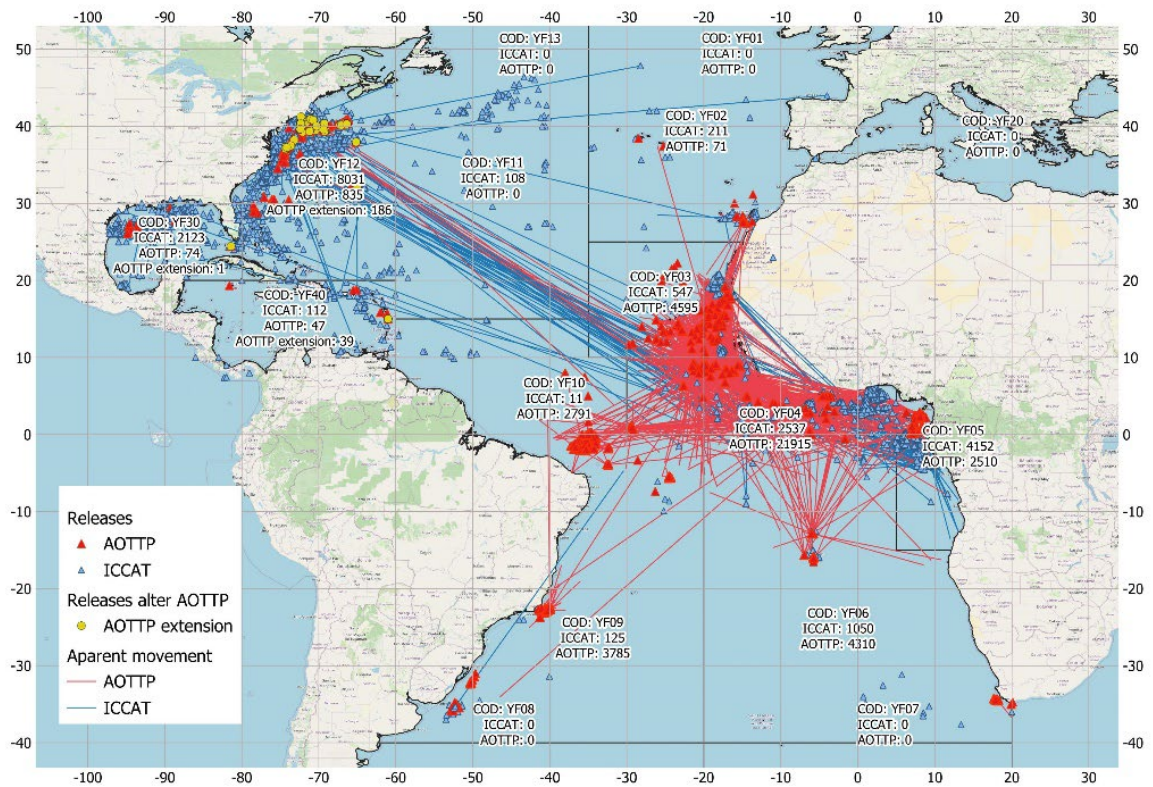 -100 -90 -80 -70 -60 -50 -40 -30 -20 -10 0 10 20 30
50 50
40 40
30 30
20 20
10 10
0 0
-10 -10
-20 -20
-30 -30
-40 -40
COD: YF13
ICCAT: 0
AOTTP: 0
COD: YF01
ICCAT: 0
AOTTP: 0
COD: YF02
ICCAT: 211
AOTTP: 71
COD: YF20
ICCAT: 0
AOTTP: 0
COD: YF12
ICCAT: 8031
AOTTP: 835
AOTTP extension: 186
COD: YF11
ICCAT: 108
AOTTP: 0
COD: YF30
ICCAT: 2123
AOTTP: 74
AOTTP extension: 1
COD: YF40
ICCAT: 112
AOTTP: 47
AOTTP extension: 39
COD: YF03
ICCAT: 547
AOTTP: 4595
COD: YF10
ICCAT: 11
AOTTP: 2791
COD: YF04
ICCAT: 2537
AOTTP: 21915
COD: YF05
ICCAT: 4152
AOTTP: 2510
COD: YF09
ICCAT: 125
AOTTP: 3785
COD: YF06
ICCAT: 1050
AOTTP: 4310
COD: YF08
ICCAT: 0
AOTTP: 0
COD: YF07
ICCAT: 0
AOTTP: 0
Releases
AOTTP
ICCAT
Releases alter AOTTP
AOTTP extension
Apparent movement
AOTTP
ICCAT
-100 -90 -80 -70 -60 -50 -40 -30 -20 -10 0 10 20 30